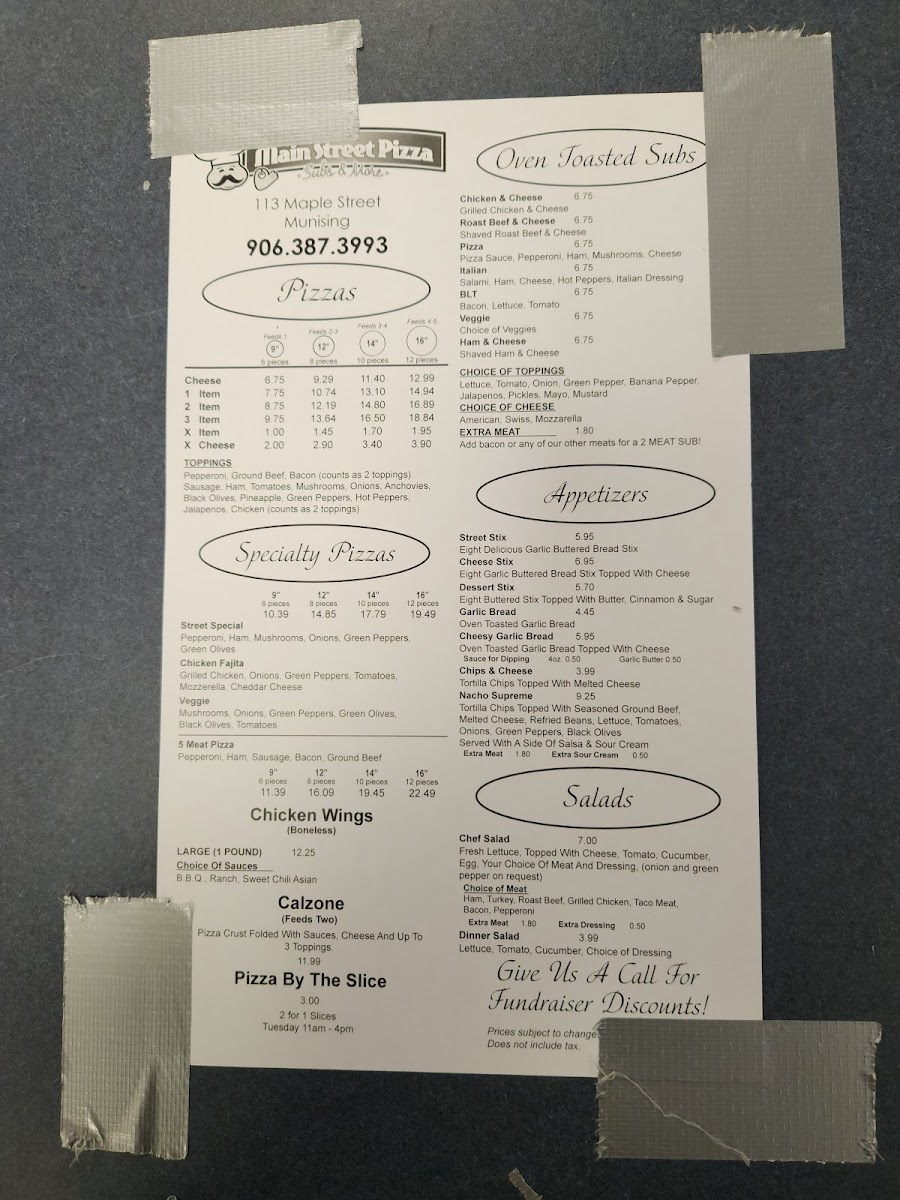 Main Street Pizza
Subs & More
113 Maple Street
Munising
906.387.3993
Pizzas
Feeds 1 Feeds 2-3 Feeds 3-4 Feeds 4-5
9" 12" 14" 16"
6 pieces 8 pieces 10 pieces 12 pieces
Cheese 6.75 9.29 11.40 12.99
1 Item 7.75 10.74 13.10 14.94
2 Item 8.75 12.19 14.80 16.89
3 Item 9.75 13.64 16.50 18.84
X Item 1.00 1.45 1.70 1.95
X Cheese 2.00 2.90 3.40 3.90
TOPPINGS
Pepperoni, Ground Beef, Bacon (counts as 2 toppings)
Sausage, Ham, Tomatoes, Mushrooms, Onions, Anchovies,
Black Olives, Pineapple, Green Peppers, Hot Peppers,
Jalapenos, Chicken (counts as 2 toppings)
Specialty Pizzas
9" 12" 14" 16"
6 pieces 8 pieces 10 pieces 12 pieces
10.39 14.85 17.79 19.49
Street Special
Pepperoni, Ham, Mushrooms, Onions, Green Peppers,
Green Olives
Chicken Fajita
Grilled Chicken, Onions, Green Peppers, Tomatoes,
Mozzerella, Cheddar Cheese
Veggie
Mushrooms, Onions, Green Peppers, Green Olives,
Black Olives, Tomatoes
5 Meat Pizza
Pepperoni, Ham, Sausage, Bacon, Ground Beef
9" 12" 14" 16"
6 pieces 8 pieces 10 pieces 12 pieces
11.39 16.09 19.45 22.49
Chicken Wings
(Boneless)
LARGE (1 POUND) 12.25
Choice Of Sauces
B.B.Q., Ranch, Sweet Chili Asian
Calzone
(Feeds Two)
Pizza Crust Folded With Sauces, Cheese And Up To
3 Toppings.
11.99
Pizza By The Slice
3.00
2 for 1 Slices
Tuesday 11am - 4pm
Oven Toasted Subs
Chicken & Cheese 6.75
Grilled Chicken & Cheese
Roast Beef & Cheese 6.75
Shaved Roast Beef & Cheese
Pizza 6.75
Pizza Sauce, Pepperoni, Ham, Mushrooms, Cheese
Italian 6.75
Salami, Ham, Cheese, Hot Peppers, Italian Dressing
BLT 6.75
Bacon, Lettuce, Tomato
Veggie 6.75
Choice of Veggies
Ham & Cheese 6.75
Shaved Ham & Cheese
CHOICE OF TOPPINGS
Lettuce, Tomato, Onion, Green Pepper, Banana Pepper,
Jalapenos, Pickles, Mayo, Mustard
CHOICE OF CHEESE
American, Swiss, Mozzarella
EXTRA MEAT 1.80
Add bacon or any of our other meats for a 2 MEAT SUB!
Appetizers
Street Stix 5.95
Eight Delicious Garlic Buttered Bread Stix
Cheese Stix 6.95
Eight Garlic Buttered Bread Stix Topped With Cheese
Dessert Stix 5.70
Eight Buttered Stix Topped With Butter, Cinnamon & Sugar
Garlic Bread 4.45
Oven Toasted Garlic Bread
Cheesy Garlic Bread 5.95
Oven Toasted Garlic Bread Topped With Cheese
Sauce for Dipping 4oz. 0.50 Garlic Butter 0.50
Chips & Cheese 3.99
Tortilla Chips Topped With Melted Cheese
Nacho Supreme 9.25
Tortilla Chips Topped With Seasoned Ground Beef,
Melted Cheese, Refried Beans, Lettuce, Tomatoes,
Onions, Green Peppers, Black Olives
Served With A Side Of Salsa & Sour Cream
Extra Meat 1.80 Extra Sour Cream 0.50
Salads
Chef Salad 7.00
Fresh Lettuce, Topped With Cheese, Tomato, Cucumber,
Egg, Your Choice Of Meat And Dressing, (onion and green
pepper on request)
Choice of Meat
Ham, Turkey, Roast Beef, Grilled Chicken, Taco Meat,
Bacon, Pepperoni
Extra Meat 1.80 Extra Dressing 0.50
Dinner Salad 3.99
Lettuce, Tomato, Cucumber, Choice of Dressing
Give Us A Call For
Fundraiser Discounts!
Prices subject to change.
Does not include tax.